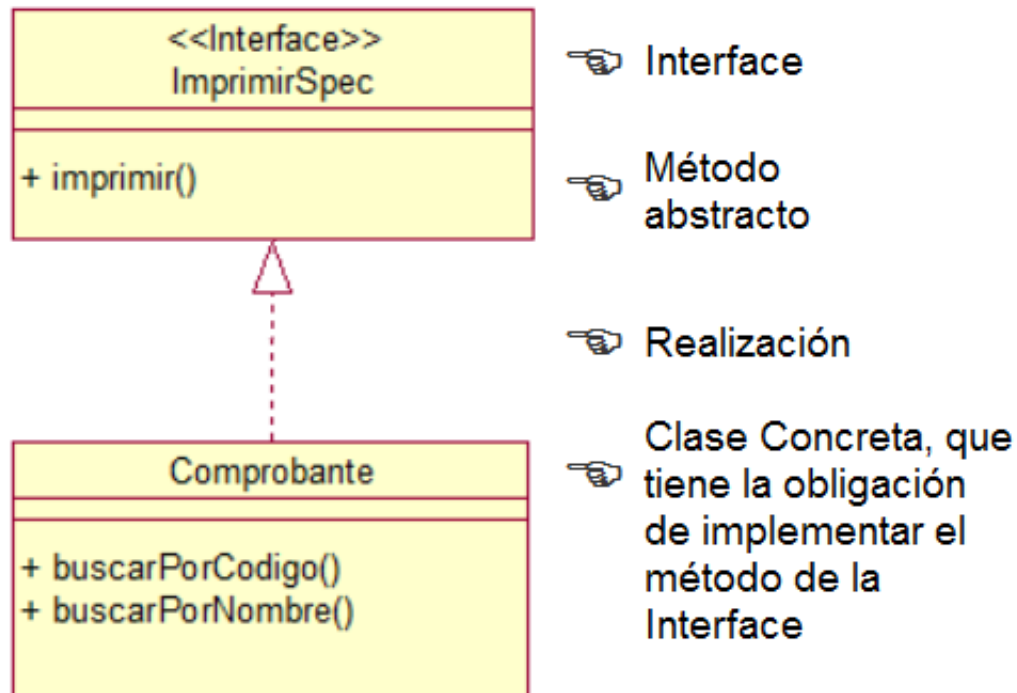 <<Interface>>
ImprimirSpec
+ imprimir()
Interface
Método
abstracto
Realización
Comprobante
+ buscarPorCodigo()
+ buscarPorNombre()
Clase Concreta, que
tiene la obligación
de implementar el
método de la
Interface